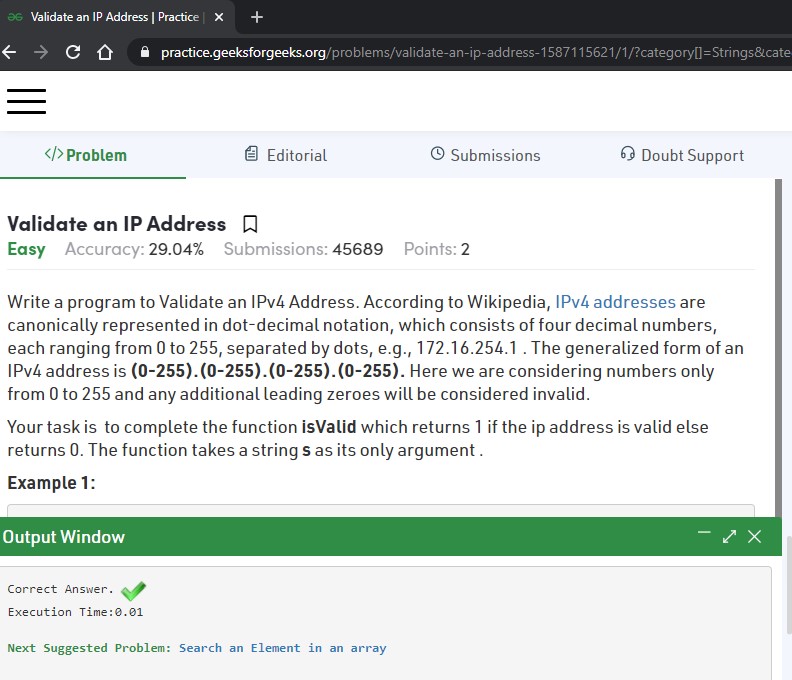 Validate an IP Address | Practice |
practice.geeksforgeeks.org/problems/validate-an-ip-address-1587115621/1/?category[]=Strings&cate
</> Problem
Editorial
Submissions
Doubt Support
Validate an IP Address
Easy Accuracy: 29.04% Submissions: 45689 Points: 2
Write a program to Validate an IPv4 Address. According to Wikipedia, IPv4 addresses are
canonically represented in dot-decimal notation, which consists of four decimal numbers,
each ranging from 0 to 255, separated by dots, e.g., 172.16.254.1 . The generalized form of an
IPv4 address is (0-255).(0-255).(0-255).(0-255). Here we are considering numbers only
from 0 to 255 and any additional leading zeroes will be considered invalid.
Your task is to complete the function isValid which returns 1 if the ip address is valid else
returns 0. The function takes a string s as its only argument .
Example 1:
Output Window
Correct Answer.
Execution Time:0.01
Next Suggested Problem: Search an Element in an array